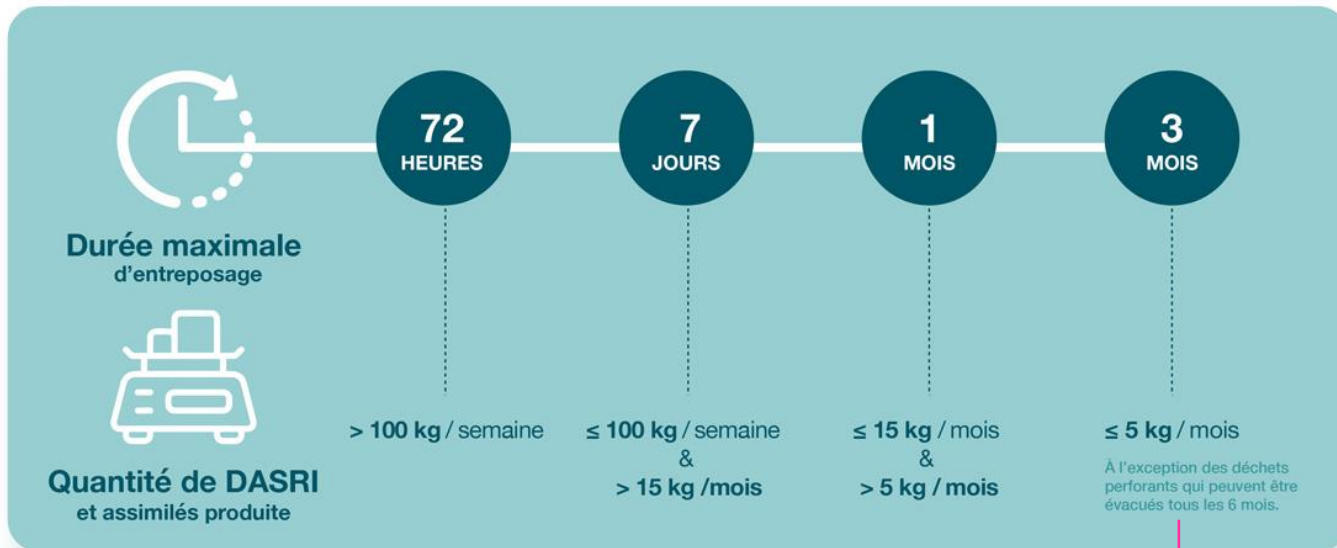 72
HEURES
7
JOURS
1
MOIS
3
MOIS
Durée maximale
d'entreposage
> 100 kg / semaine
≤ 100 kg / semaine
&
> 15 kg /mois
≤ 15 kg / mois
&
> 5 kg / mois
≤ 5 kg / mois
À l'exception des déchets
perforants qui peuvent être
évacués tous les 6 mois.
Quantité de DASRI
et assimilés produite